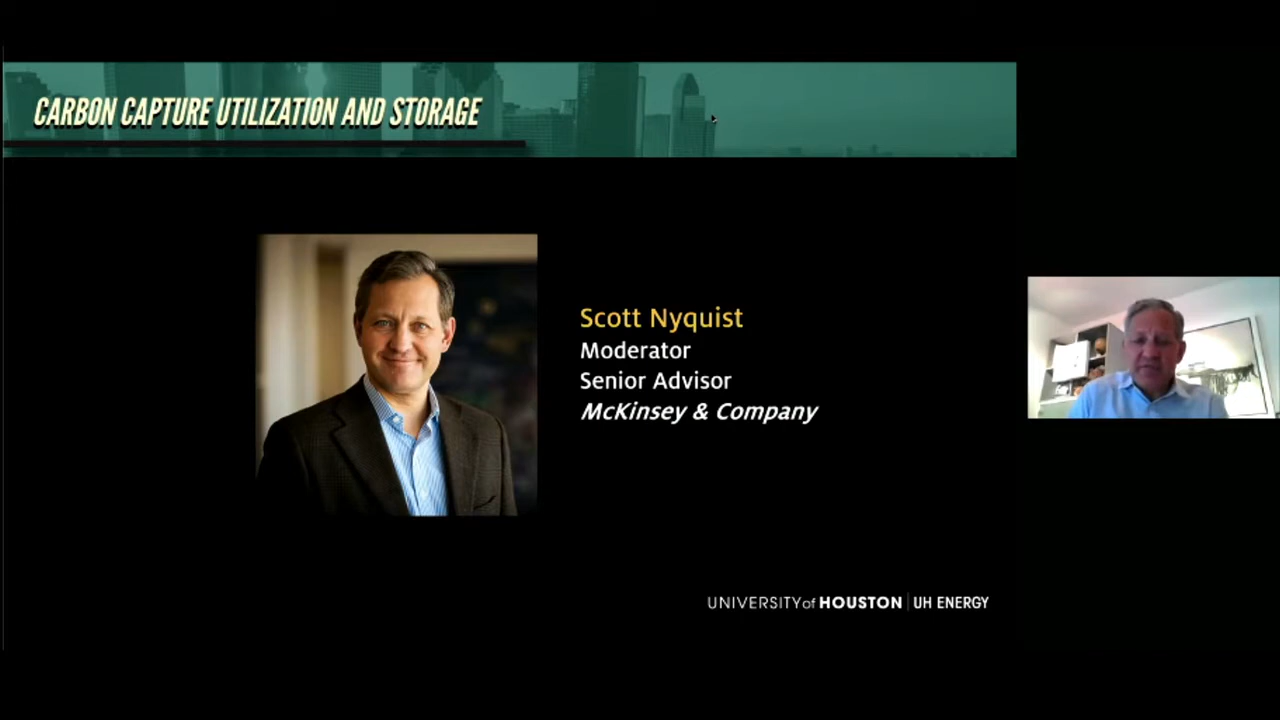 CARBON CAPTURE UTILIZATION AND STORAGE
Scott Nyquist
Moderator
Senior Advisor
McKinsey & Company
UNIVERSITY of HOUSTON | UH ENERGY